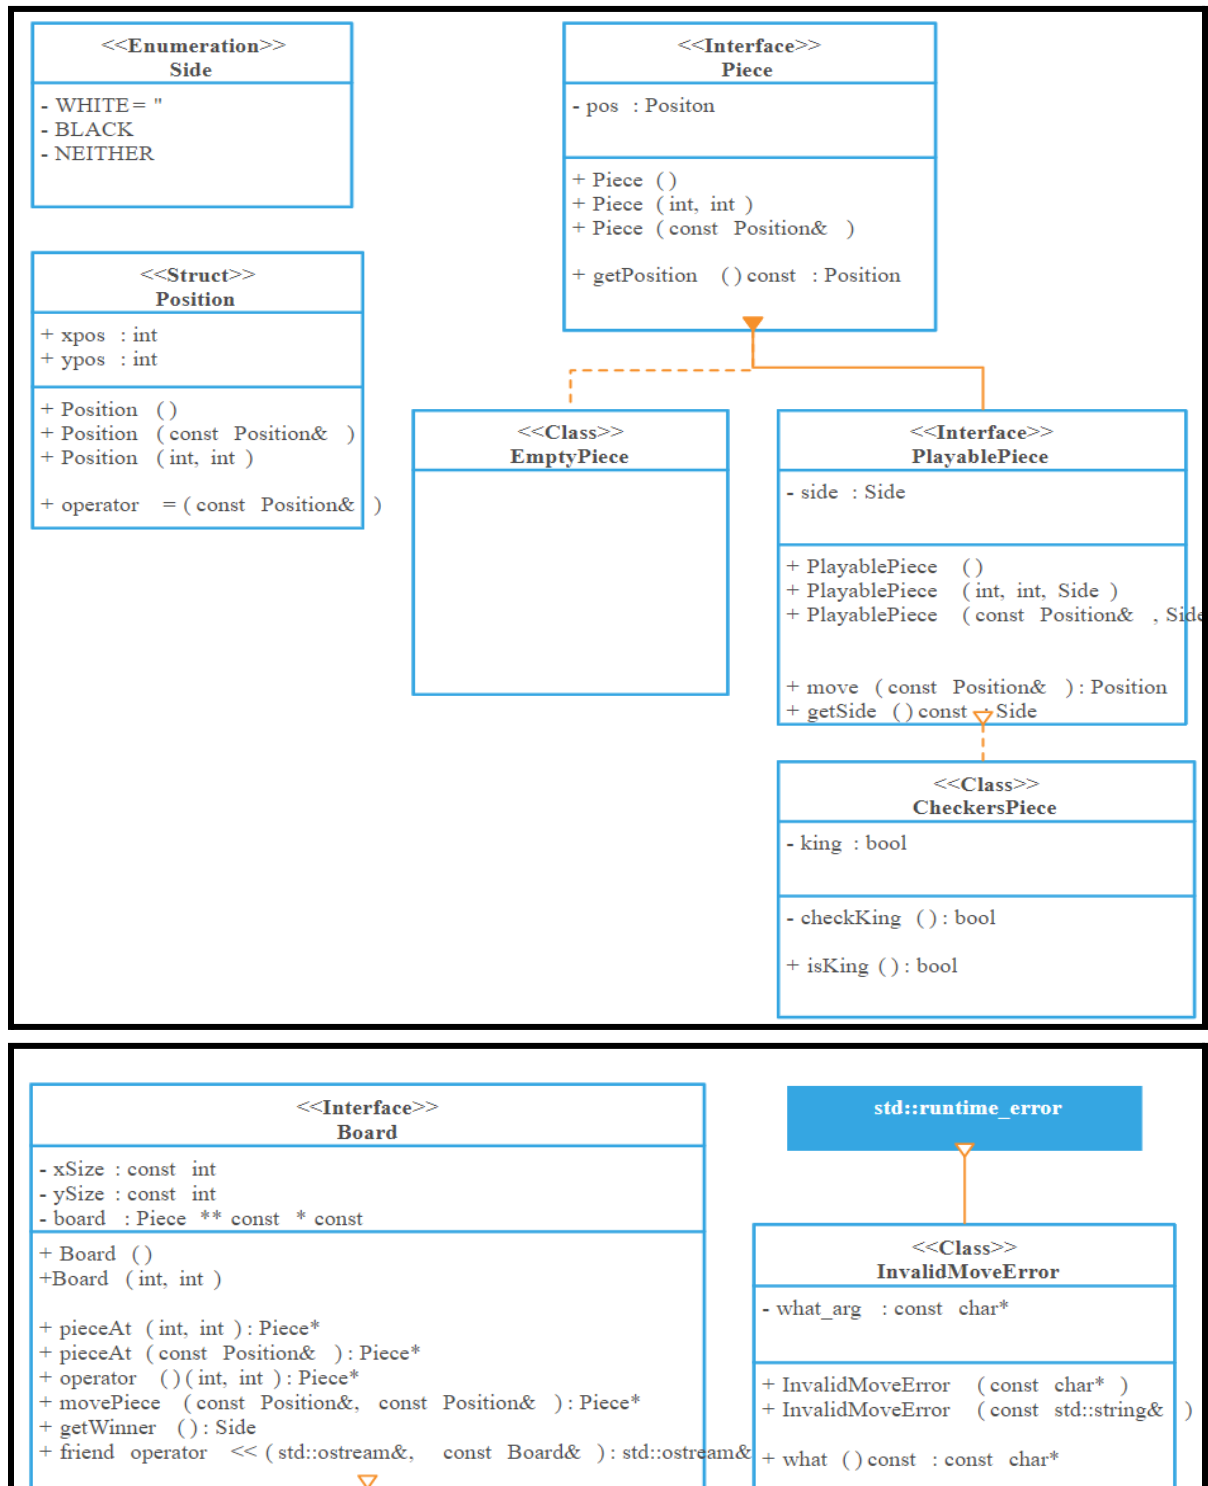 <<Enumeration>>
Side
- WHITE = "
- BLACK
- NEITHER
<<Struct>>
Position
+ xpos : int
+ ypos : int
+ Position ()
+ Position (const Position& )
+ Position (int, int )
+ operator = ( const Position& )
<<Interface>>
Piece
- pos : Positon
+ Piece ()
+ Piece ( int, int )
+ Piece ( const Position& )
+ getPosition () const : Position
<<Class>>
EmptyPiece
<<Interface>>
PlayablePiece
- side : Side
+ PlayablePiece ()
+ PlayablePiece ( int, int, Side )
+ PlayablePiece ( const Position& , Side
+ move ( const Position& ) : Position
+ getSide () const : Side
<<Class>>
CheckersPiece
- king : bool
- checkKing () : bool
+ isKing () : bool
<<Interface>>
Board
- xSize : const int
- ySize : const int
- board : Piece ** const * const
+ Board ()
+Board ( int, int )
+ pieceAt ( int, int ) : Piece*
+ pieceAt ( const Position& ) : Piece*
+ operator () ( int, int ) : Piece*
+ movePiece ( const Position&, const Position& ) : Piece*
+ getWinner () : Side
+ friend operator << ( std::ostream&, const Board& ) : std::ostream&
std::runtime_error
<<Class>>
InvalidMoveError
- what_arg : const char*
+ InvalidMoveError ( const char* )
+ InvalidMoveError ( const std::string& )
+ what () const : const char*